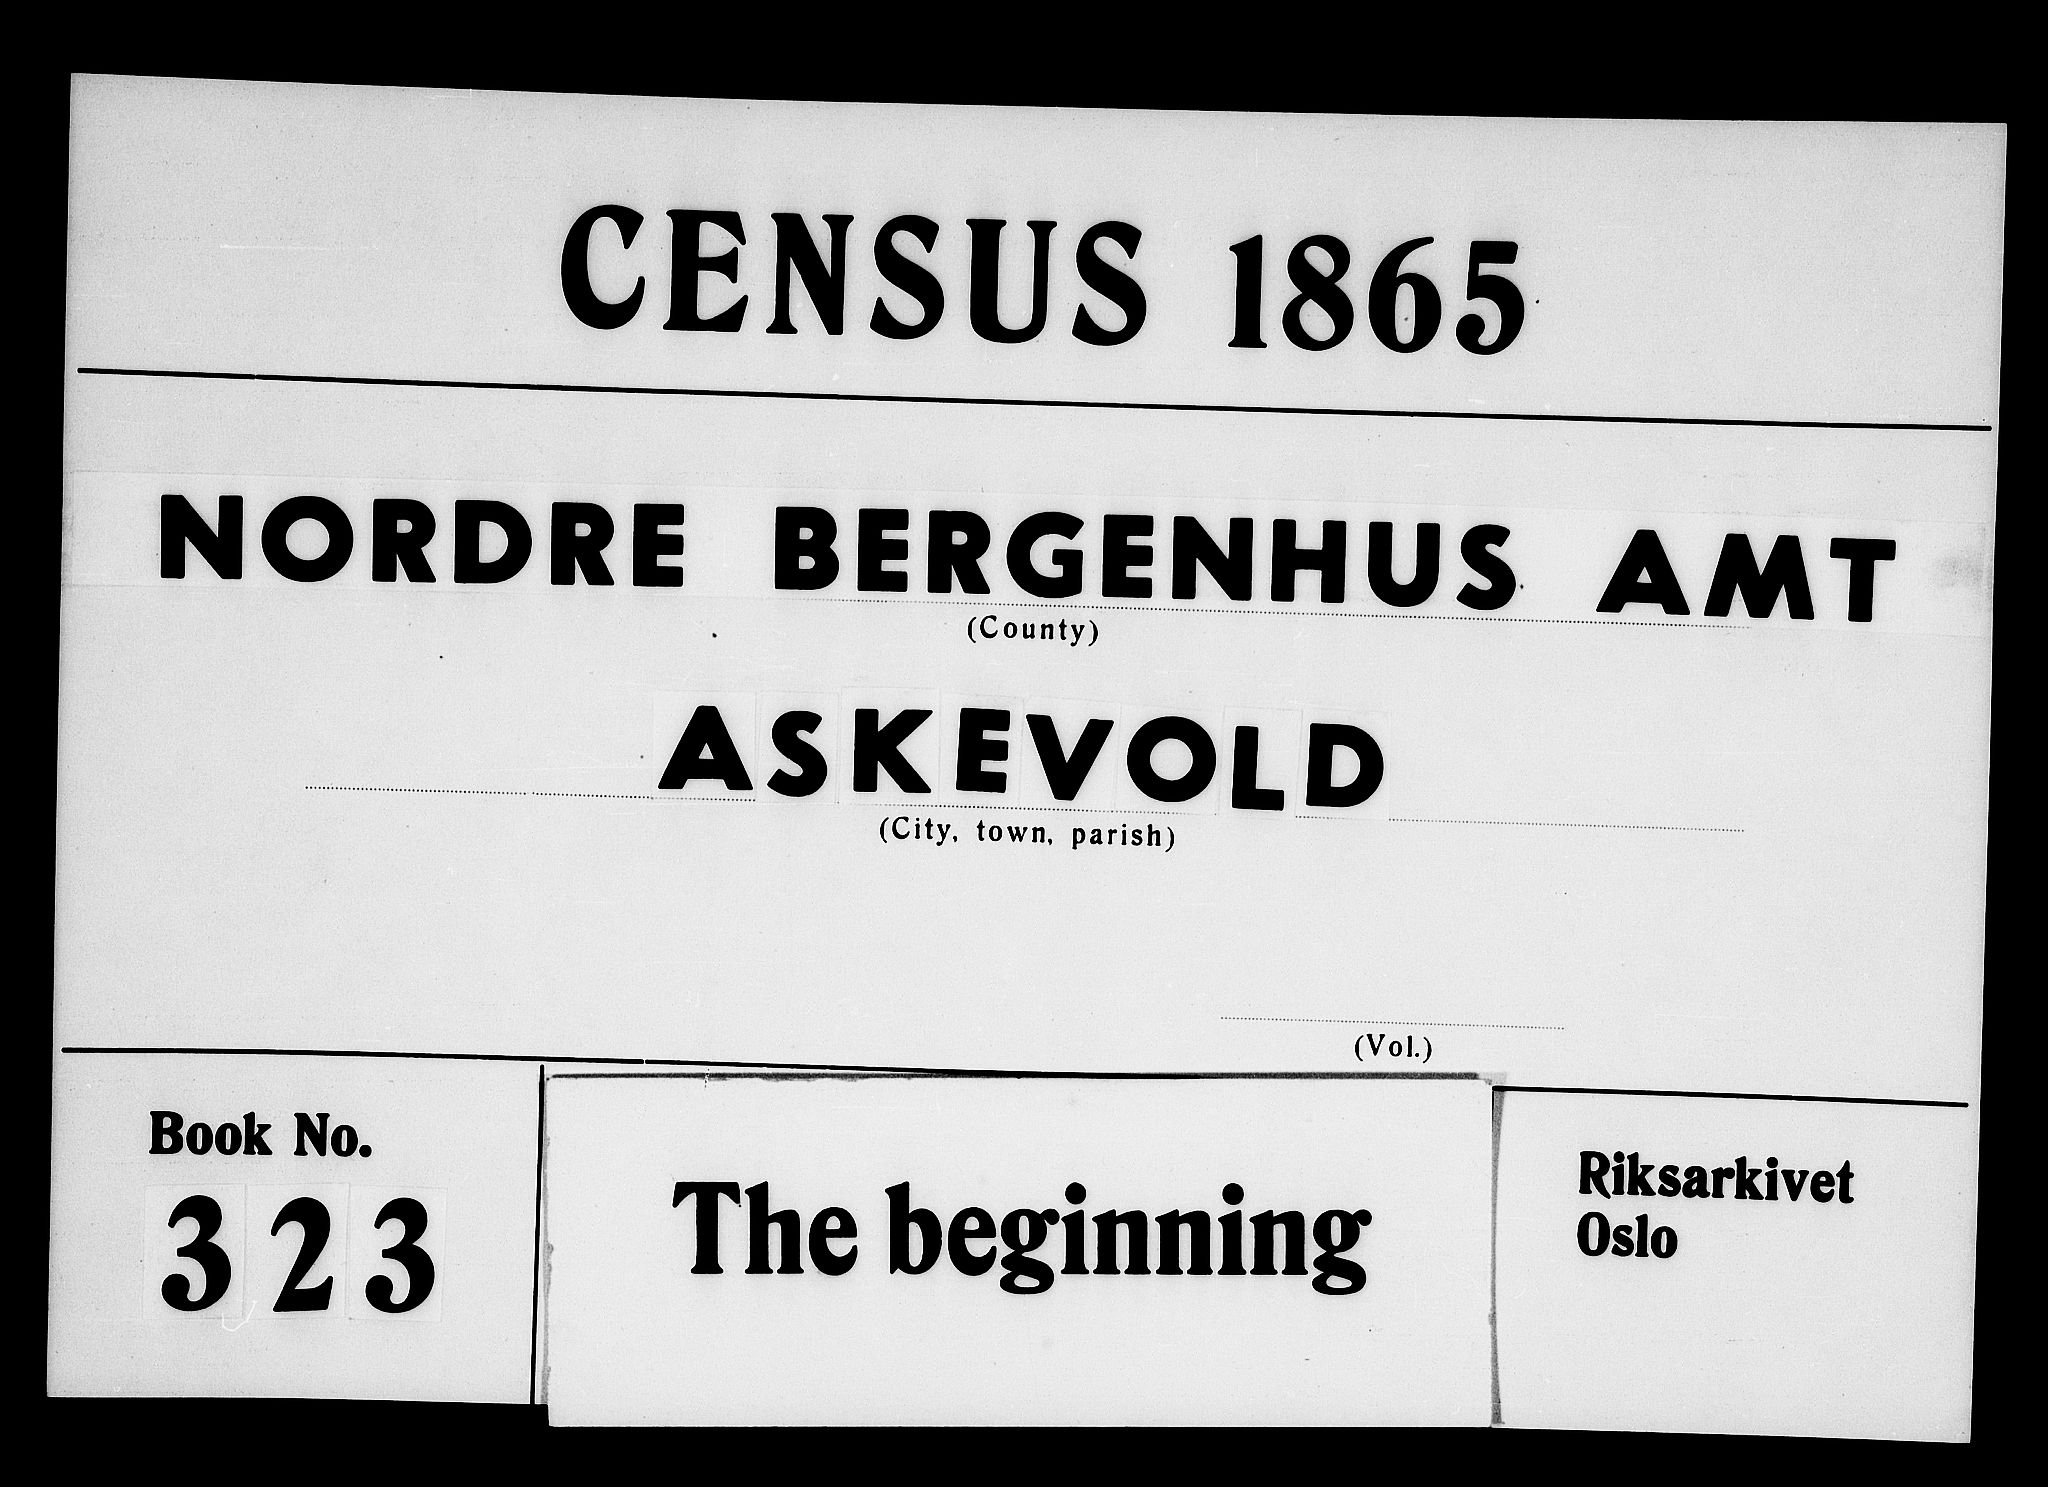 CENSUS 1865
NORDRE BERGENHUS AMT
(County)
ASKEVOLD
(City, town, parish)
(Vol.)
Book No.
323
The beginning
Riksarkivet
Oslo